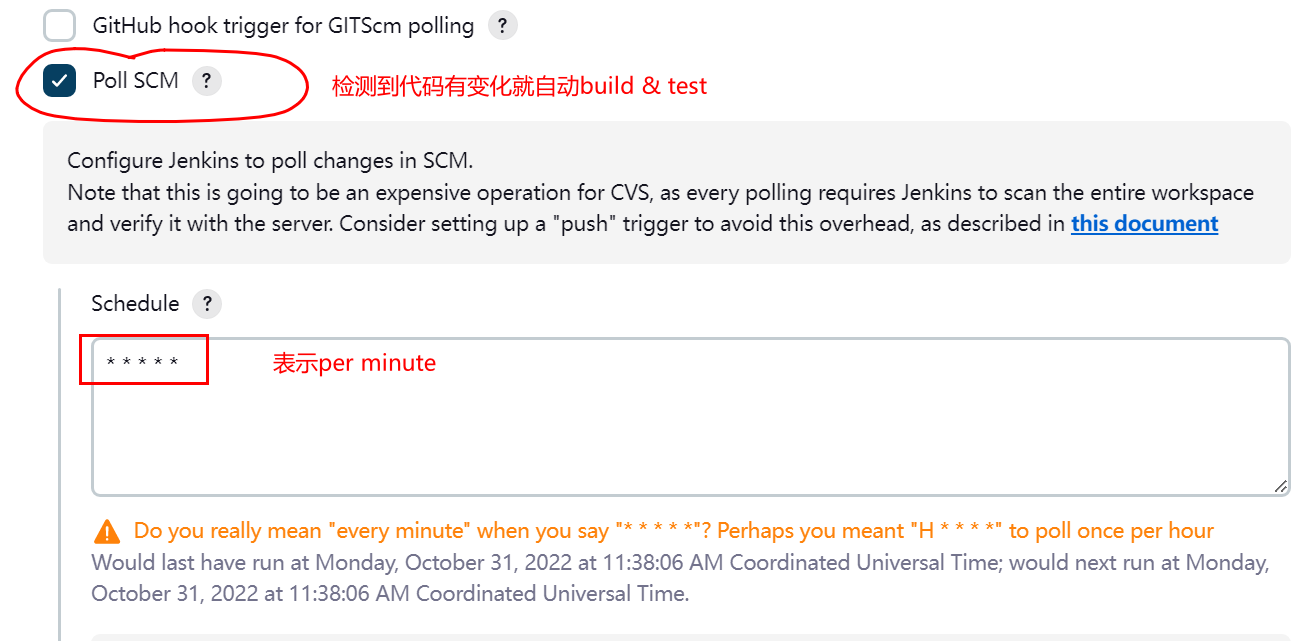 GitHub hook trigger for GITScm polling ?
Poll SCM ? 检测到代码有变化就自动build & test
Configure Jenkins to poll changes in SCM.
Note that this is going to be an expensive operation for CVS, as every polling requires Jenkins to scan the entire workspace
and verify it with the server. Consider setting up a "push" trigger to avoid this overhead, as described in this document
Schedule ?
* * * * * 表示per minute
Do you really mean "every minute" when you say "* * * * *"? Perhaps you meant "H * * * *" to poll once per hour
Would last have run at Monday, October 31, 2022 at 11:38:06 AM Coordinated Universal Time; would next run at Monday,
October 31, 2022 at 11:38:06 AM Coordinated Universal Time.